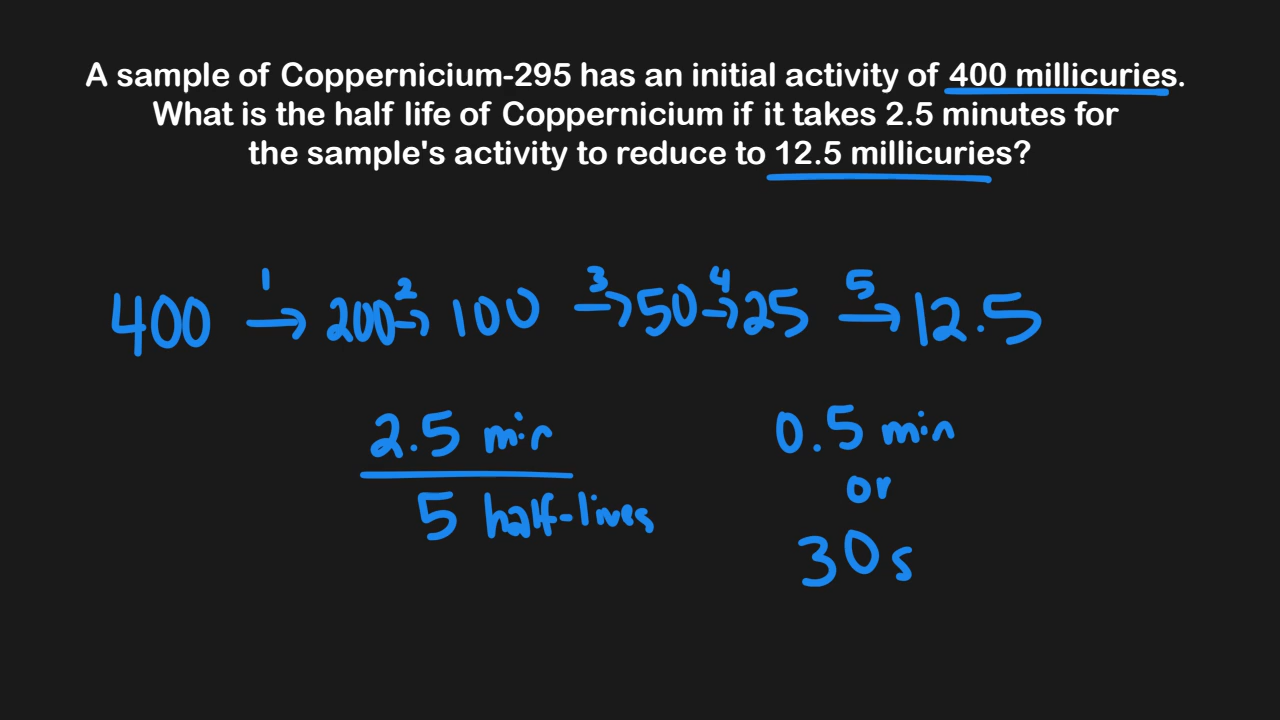 A sample of Coppernicium-295 has an initial activity of 400 millicuries.
What is the half life of Coppernicium if it takes 2.5 minutes for
the sample's activity to reduce to 12.5 millicuries?
1 2 3 4 5
400 → 200 → 100 → 50 → 25 → 12.5
2.5 min
5 half-lives
0.5 min
or
30s